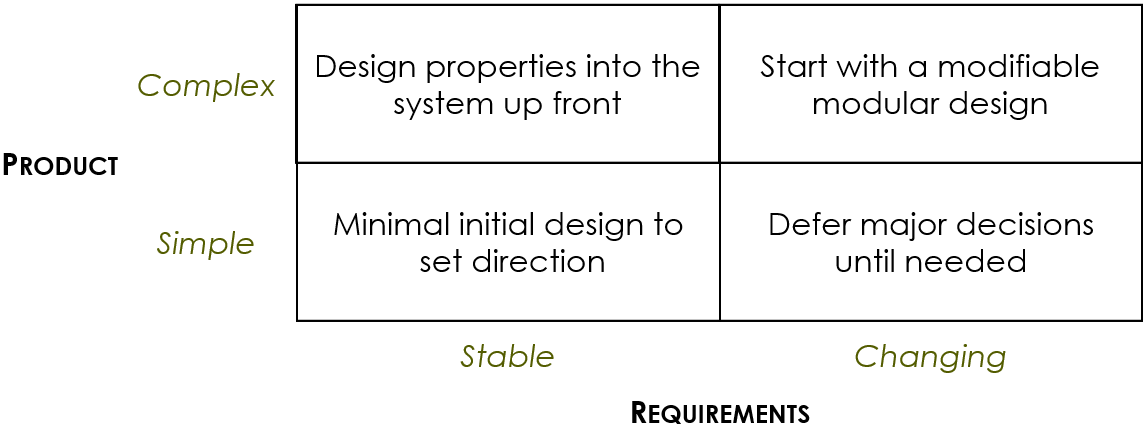 Complex
Design properties into the
system up front
Start with a modifiable
modular design
PRODUCT
Simple
Minimal initial design to
set direction
Defer major decisions
until needed
Stable
Changing
REQUIREMENTS